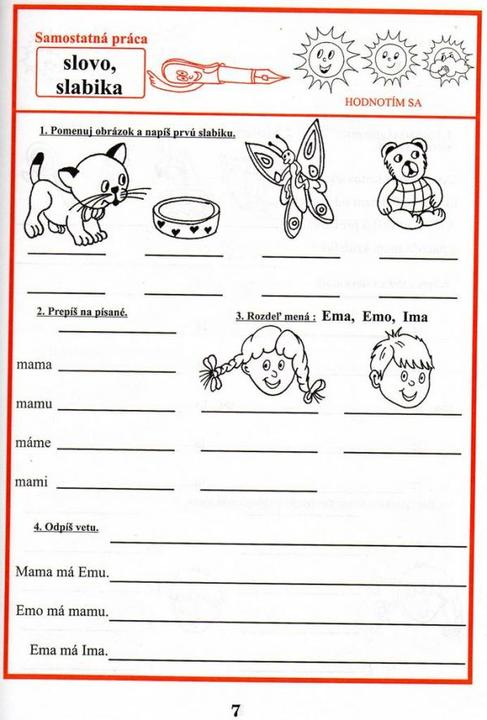 Samostatná práca
slovo,
slabika
HODNOTÍM SA
1. Pomenuj obrázok a napíš prvú slabiku.
2. Prepíš na písané.
3. Rozdeľ mená : Ema, Emo, Ima
mama
mamu
máme
mami
4. Odpíš vetu.
Mama má Emu.
Emo má mamu.
Ema má Ima.
7